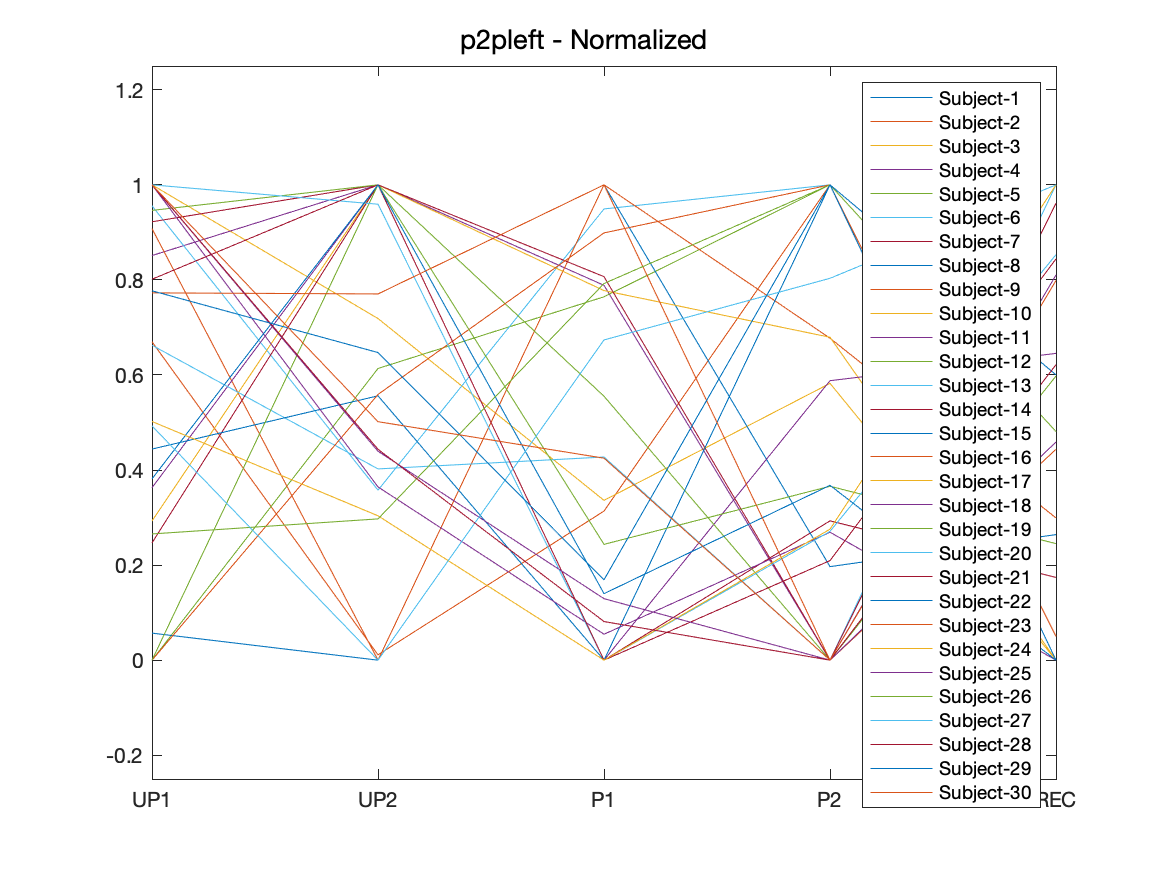 p2pleft - Normalized
1.2
1
0.8
0.6
0.4
0.2
0
-0.2
UP1 UP2 P1 P2 REC
Subject-1
Subject-2
Subject-3
Subject-4
Subject-5
Subject-6
Subject-7
Subject-8
Subject-9
Subject-10
Subject-11
Subject-12
Subject-13
Subject-14
Subject-15
Subject-16
Subject-17
Subject-18
Subject-19
Subject-20
Subject-21
Subject-22
Subject-23
Subject-24
Subject-25
Subject-26
Subject-27
Subject-28
Subject-29
Subject-30